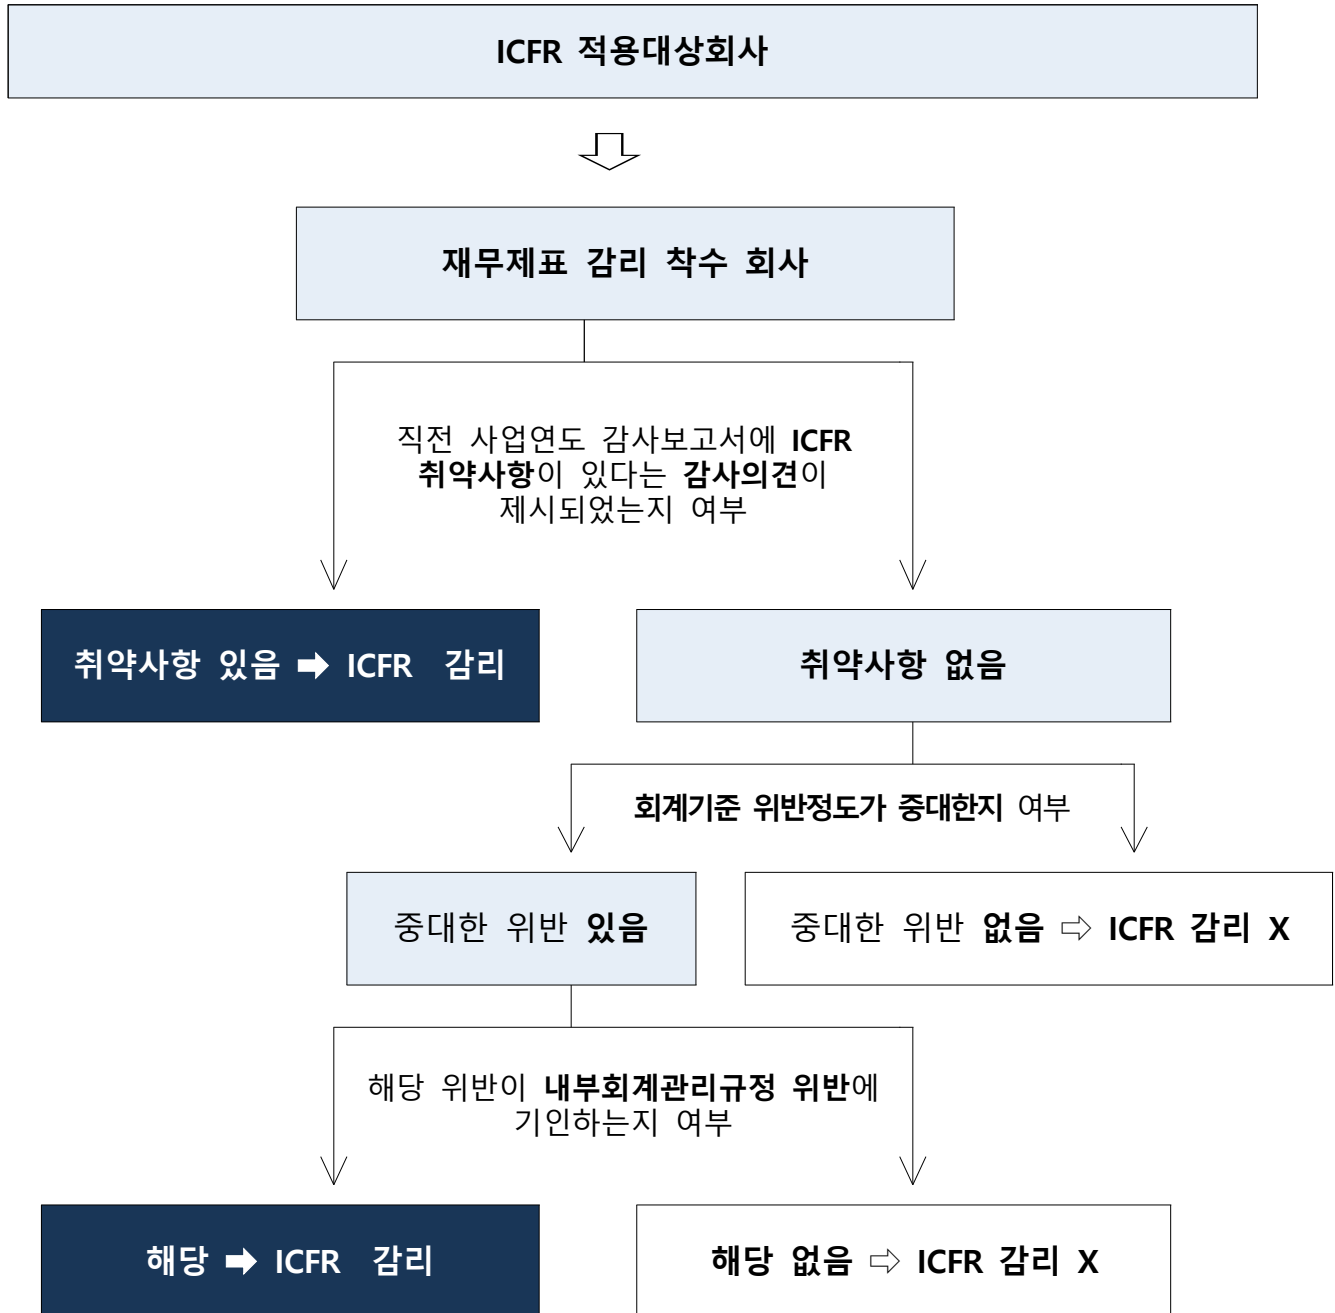 ICFR 적용대상회사
재무제표 감리 착수 회사
직전 사업연도 감사보고서에 ICFR
취약사항이 있다는 감사의견이
제시되었는지 여부
취약사항 있음 ➡ ICFR 감리
취약사항 없음
회계기준 위반정도가 중대한지 여부
중대한 위반 있음
중대한 위반 없음 ⇨ ICFR 감리 X
해당 위반이 내부회계관리규정 위반에
기인하는지 여부
해당 ➡ ICFR 감리
해당 없음 ⇨ ICFR 감리 X